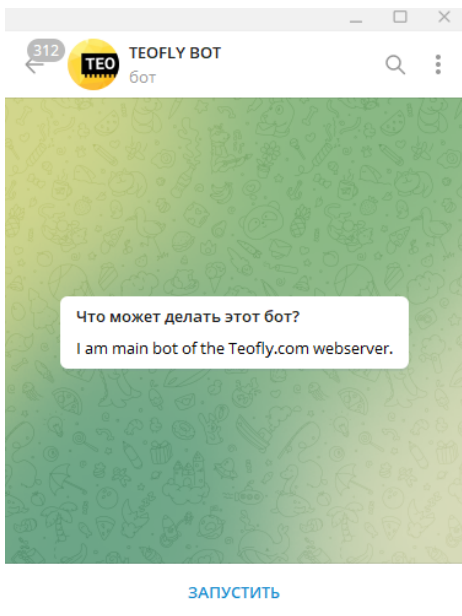 312
TEO
TEOFLY BOT
бот
Что может делать этот бот?
I am main bot of the Teofly.com webserver.
ЗАПУСТИТЬ